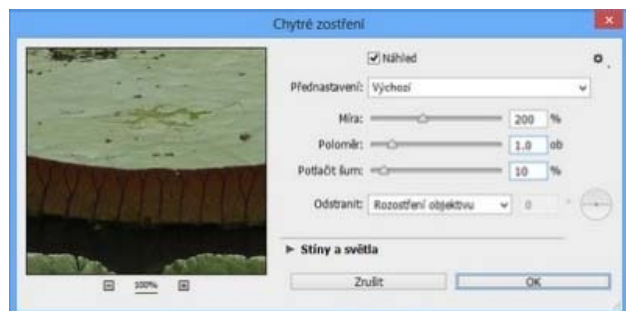 Chytré zostření
Náhled
Přednastavení: Výchozí
Míra: 200 %
Poloměr: 1.0 ob
Potlačit šum: 10 %
Odstranit: Rozostření objektivu 0 °
Stíny a světla
100%
Zrušit OK